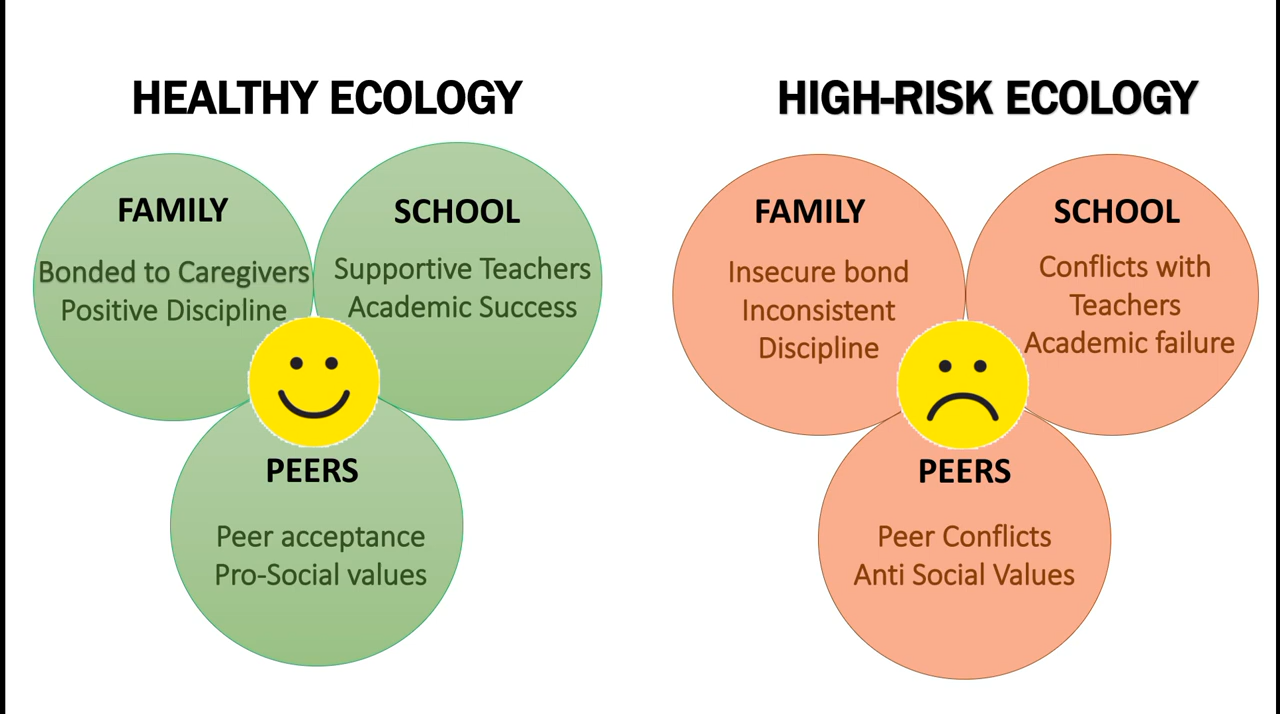 HEALTHY ECOLOGY
FAMILY
Bonded to Caregivers
Positive Discipline
SCHOOL
Supportive Teachers
Academic Success
PEERS
Peer acceptance
Pro-Social values
HIGH-RISK ECOLOGY
FAMILY
Insecure bond
Inconsistent
Discipline
SCHOOL
Conflicts with
Teachers
Academic failure
PEERS
Peer Conflicts
Anti Social Values